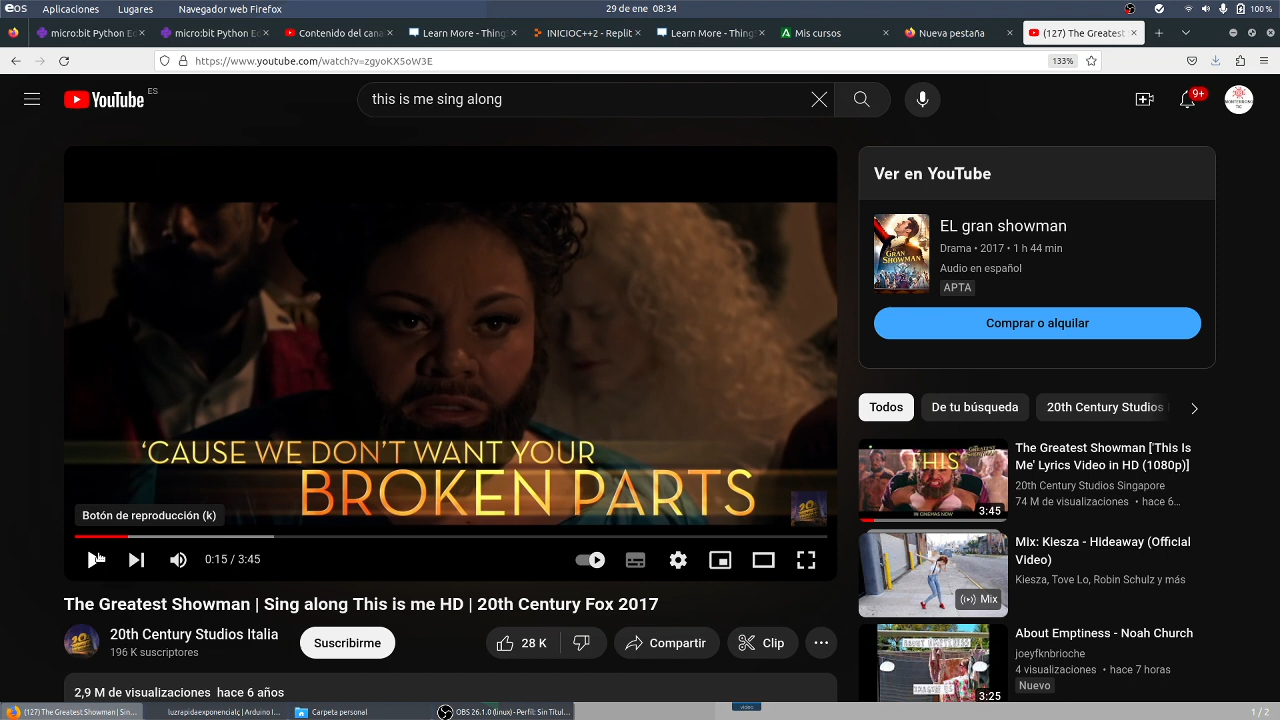 eos Aplicaciones Lugares Navegador web Firefox 29 de ene 08:34 100 %
micro:bit Python Ec × micro:bit Python Ec × Contenido del cana × Learn More - Thing × INICIOC++2 - Replit × Learn More - Thing × Mis cursos × Nueva pestaña × (127) The Greatest ×
https://www.youtube.com/watch?v=zgyoKX5oW3E 133%
YouTube ES this is me sing along 9+
'CAUSE WE DON'T WANT YOUR
BROKEN PARTS
Botón de reproducción (k)
0:15 / 3:45
The Greatest Showman | Sing along This is me HD | 20th Century Fox 2017
20th Century Studios Italia
196 K suscriptores
Suscribirme
28 K
Compartir
Clip
2,9 M de visualizaciones hace 6 años
Ver en YouTube
GRAN
SHOWMAN
EL gran showman
Drama • 2017 • 1 h 44 min
Audio en español
APTA
Comprar o alquilar
Todos De tu búsqueda 20th Century Studios
THIS
3:45
The Greatest Showman ['This Is
Me' Lyrics Video in HD (1080p)]
20th Century Studios Singapore
74 M de visualizaciones • hace 6...
Mix
Mix: Kiesza - Hideaway (Official
Video)
Kiesza, Tove Lo, Robin Schulz y más
3:25
About Emptiness - Noah Church
joeyfknbrioche
4 visualizaciones • hace 7 horas
Nuevo
(127) The Greatest Showman | Sin... luzrapidaexponencialç | Arduino I... Carpeta personal OBS 26.1.0 (linux) - Perfil: Sin Titul... video 1 / 2